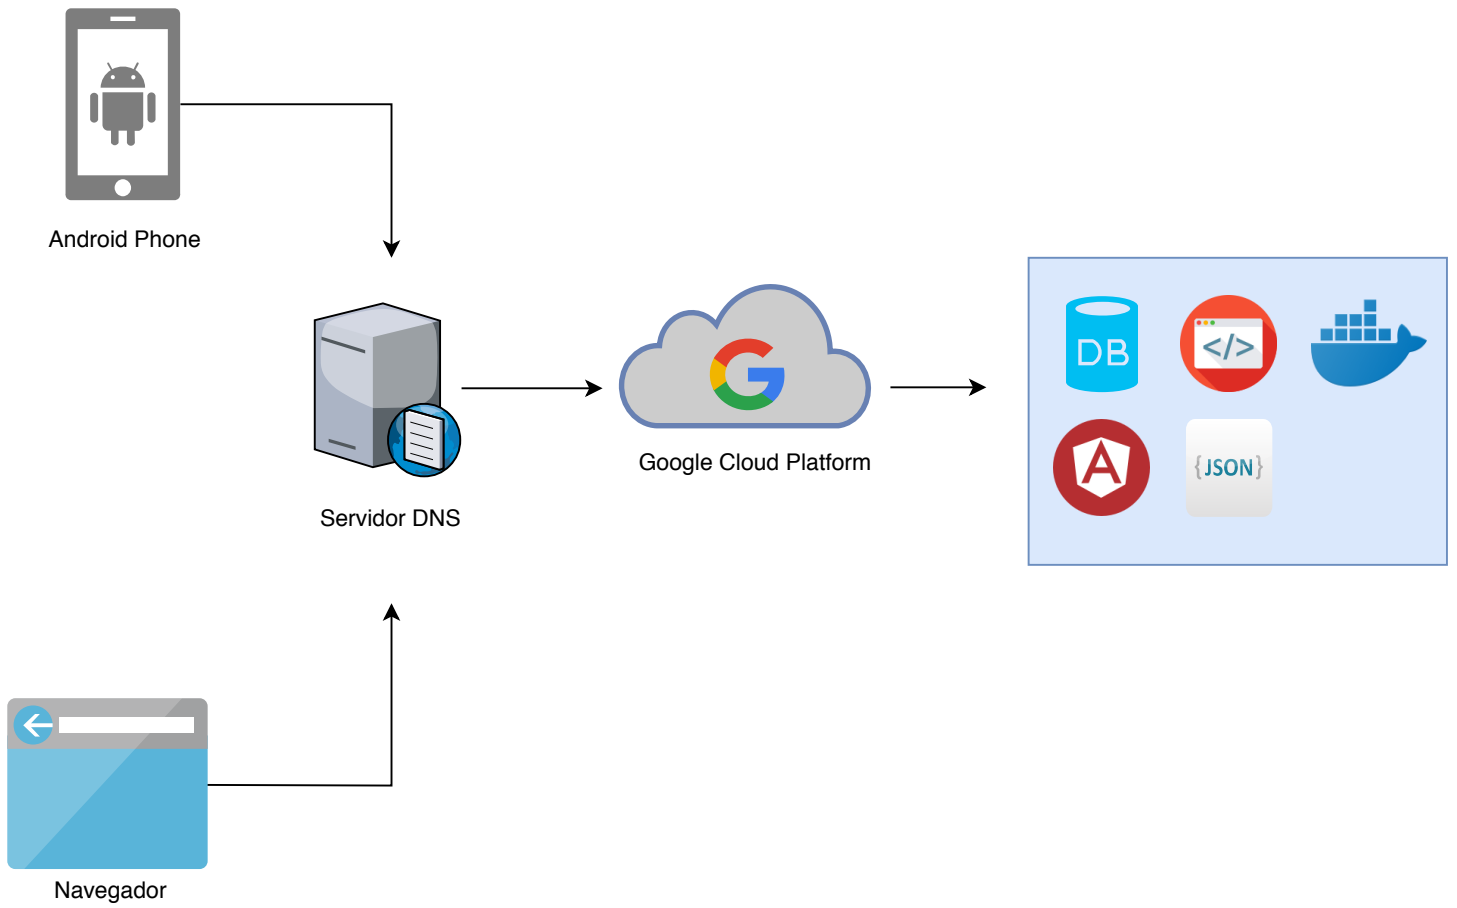 Android Phone
DB
</>
{JSON}
Google Cloud Platform
Servidor DNS
Navegador